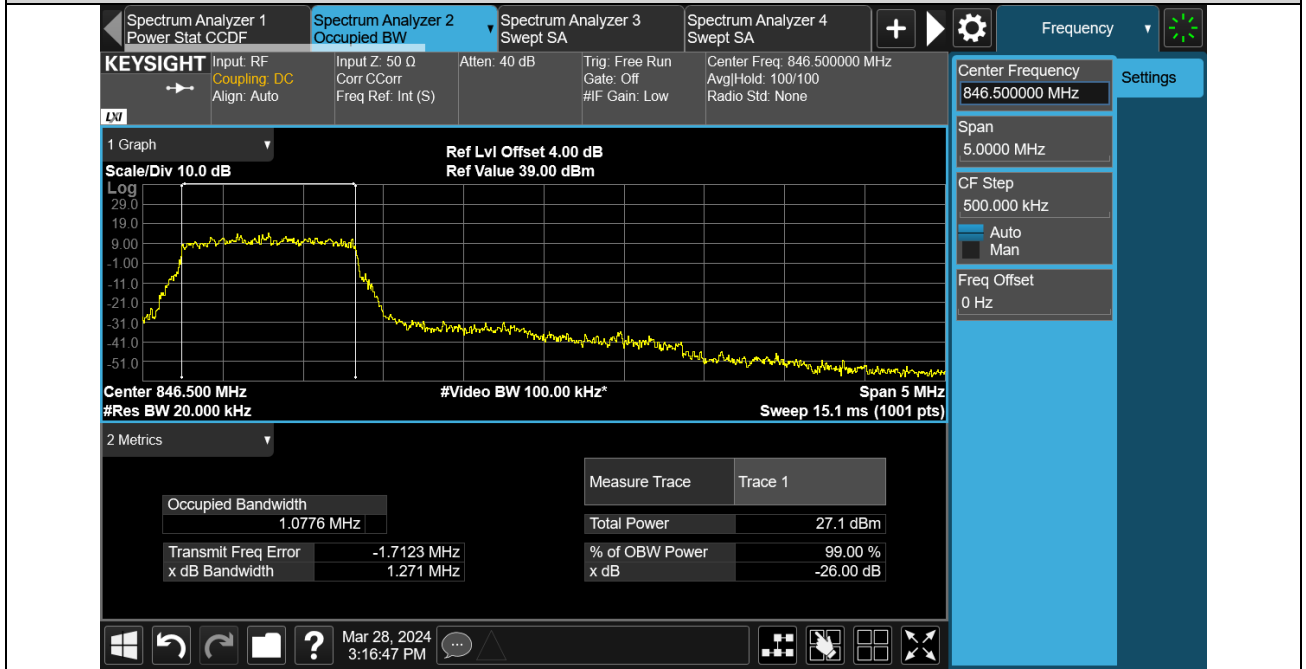 Spectrum Analyzer 1
Power Stat CCDF
Spectrum Analyzer 2
Occupied BW
Spectrum Analyzer 3
Swept SA
Spectrum Analyzer 4
Swept SA
+
Frequency
KEYSIGHT
LXI
Input: RF
Coupling: DC
Align: Auto
Input Z: 50 Ω
Corr CCorr
Freq Ref: Int (S)
Atten: 40 dB
Trig: Free Run
Gate: Off
#IF Gain: Low
Center Freq: 846.500000 MHz
Avg|Hold: 100/100
Radio Std: None
Center Frequency
846.500000 MHz
Settings
Span
5.0000 MHz
CF Step
500.000 kHz
Auto
Man
Freq Offset
0 Hz
1 Graph
Scale/Div 10.0 dB
Ref Lvl Offset 4.00 dB
Ref Value 39.00 dBm
Log
29.0
19.0
9.00
-1.00
-11.0
-21.0
-31.0
-41.0
-51.0
Center 846.500 MHz
#Video BW 100.00 kHz*
Span 5 MHz
#Res BW 20.000 kHz
Sweep 15.1 ms (1001 pts)
2 Metrics
Measure Trace
Trace 1
Occupied Bandwidth
1.0776 MHz
Total Power
27.1 dBm
Transmit Freq Error
-1.7123 MHz
% of OBW Power
99.00 %
x dB Bandwidth
1.271 MHz
x dB
-26.00 dB
?
Mar 28, 2024
3:16:47 PM